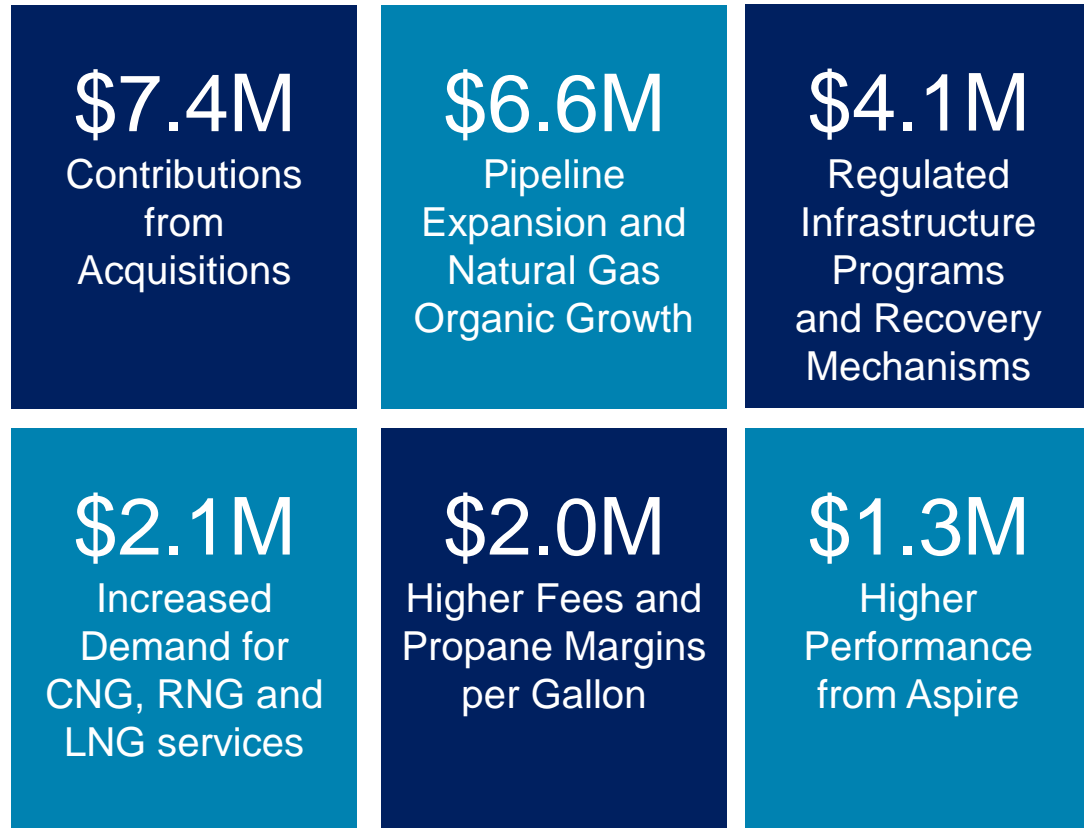 $7.4M
Contributions
from
Acquisitions
$6.6M
Pipeline
Expansion and
Natural Gas
Organic Growth
$4.1M
Regulated
Infrastructure
Programs
and Recovery
Mechanisms
$2.1M
Increased
Demand for
CNG, RNG and
LNG services
$2.0M
Higher Fees and
Propane Margins
per Gallon
$1.3M
Higher
Performance
from Aspire